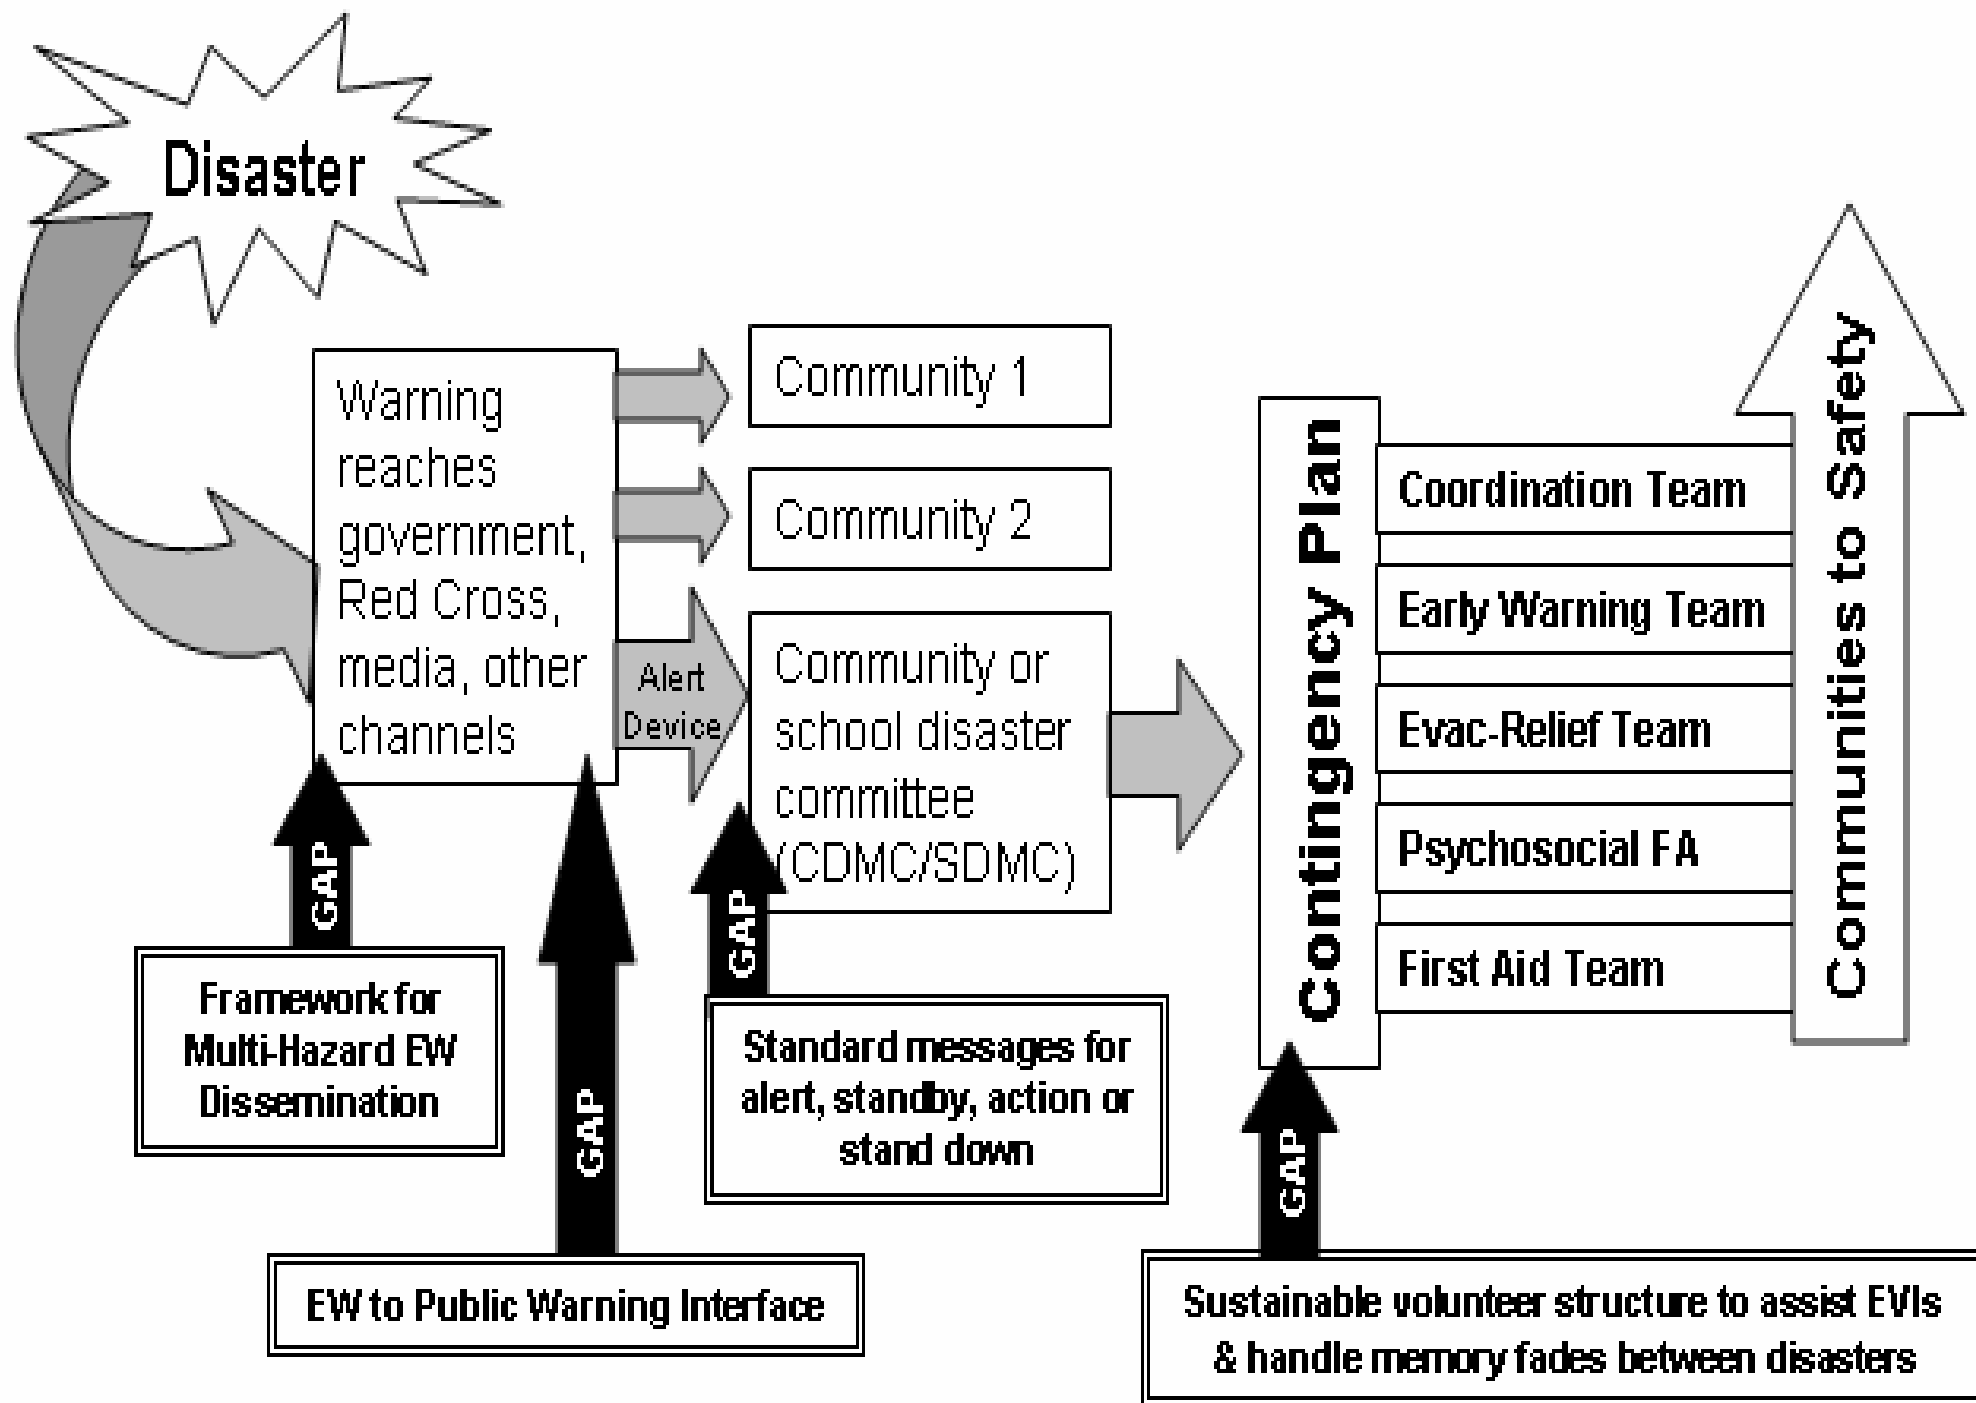 Disaster
Warning
reaches
government,
Red Cross,
media, other
channels
Community 1
Community 2
Alert
Device
Community or
school disaster
committee
(CDMC/SDMC)
Contingency Plan
Coordination Team
Early Warning Team
Evac-Relief Team
Psychosocial FA
First Aid Team
Communities to Safety
GAP
Framework for
Multi-Hazard EW
Dissemination
GAP
EW to Public Warning Interface
GAP
Standard messages for
alert, standby, action or
stand down
GAP
Sustainable volunteer structure to assist EVIs
& handle memory fades between disasters